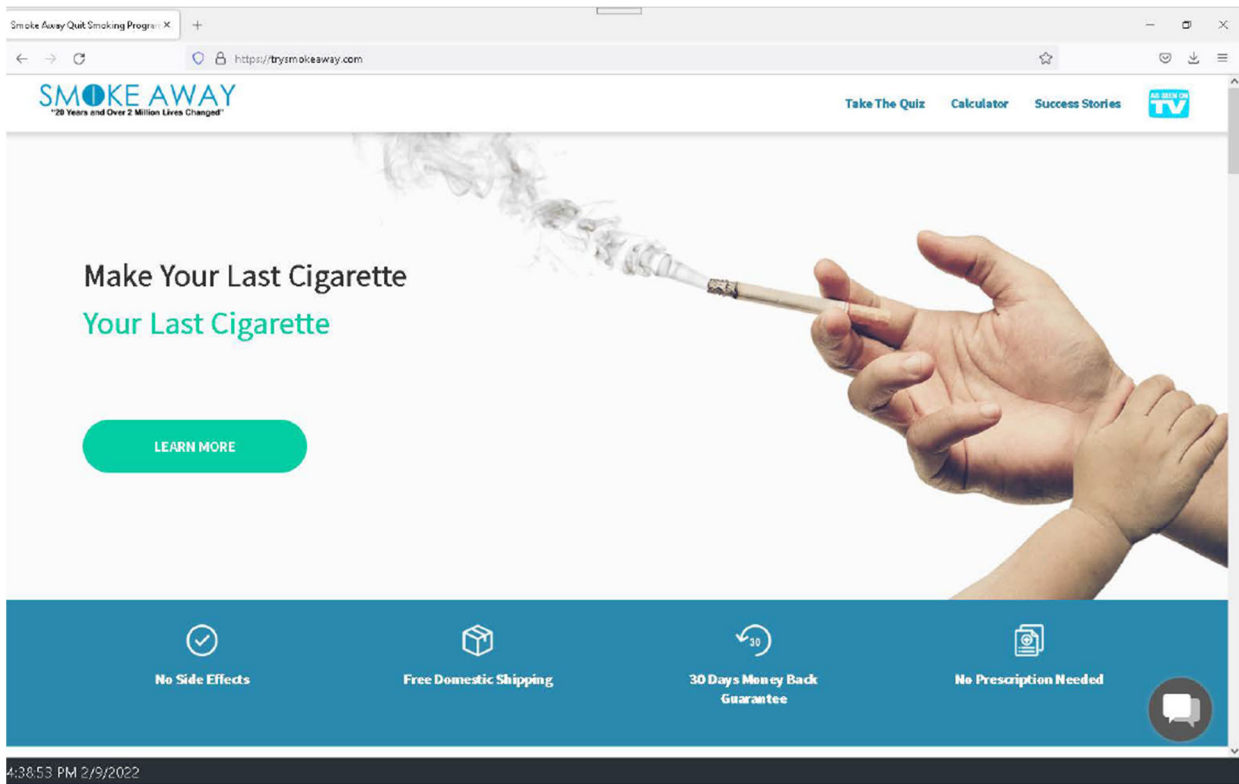 Smoke Away Quit Smoking Program
https://trysmokeaway.com
SMOKE AWAY
"20 Years and Over 2 Million Lives Changed"
Take The Quiz
Calculator
Success Stories
AS SEEN ON
TV
Make Your Last Cigarette
Your Last Cigarette
LEARN MORE
30
No Side Effects
Free Domestic Shipping
30 Days Money Back
Guarantee
No Prescription Needed
4:38:53 PM 2/9/2022